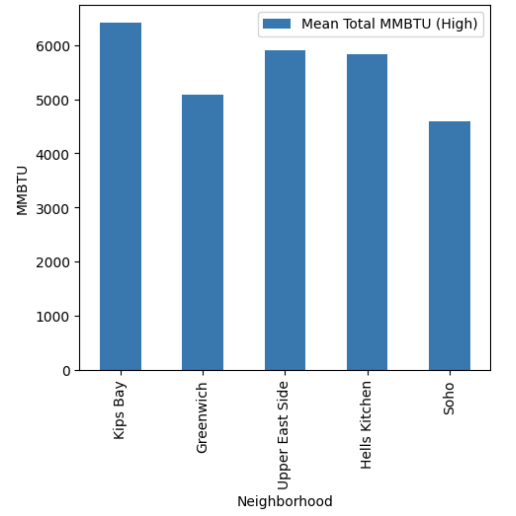 Mean Total MMBTU (High)
6000
5000
4000
3000
2000
1000
0
MMBTU
Kips Bay
Greenwich
Upper East Side
Hells Kitchen
Soho
Neighborhood